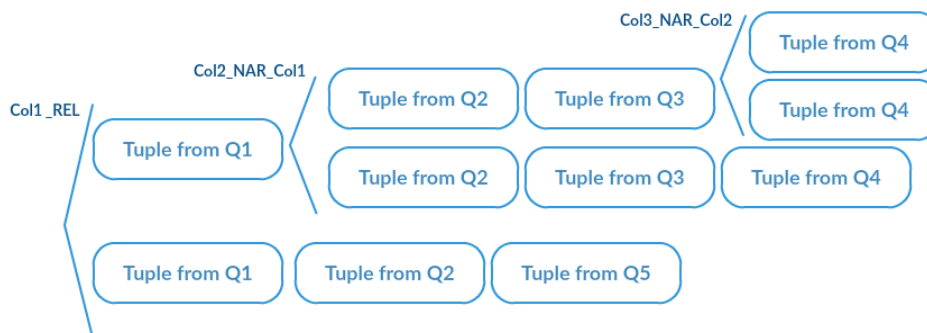 Col3_NAR_Col2
Tuple from Q4
Col2_NAR_Col1
Tuple from Q2 Tuple from Q3
Tuple from Q4
Col1 _REL
Tuple from Q1
Tuple from Q2 Tuple from Q3 Tuple from Q4
Tuple from Q1 Tuple from Q2 Tuple from Q5